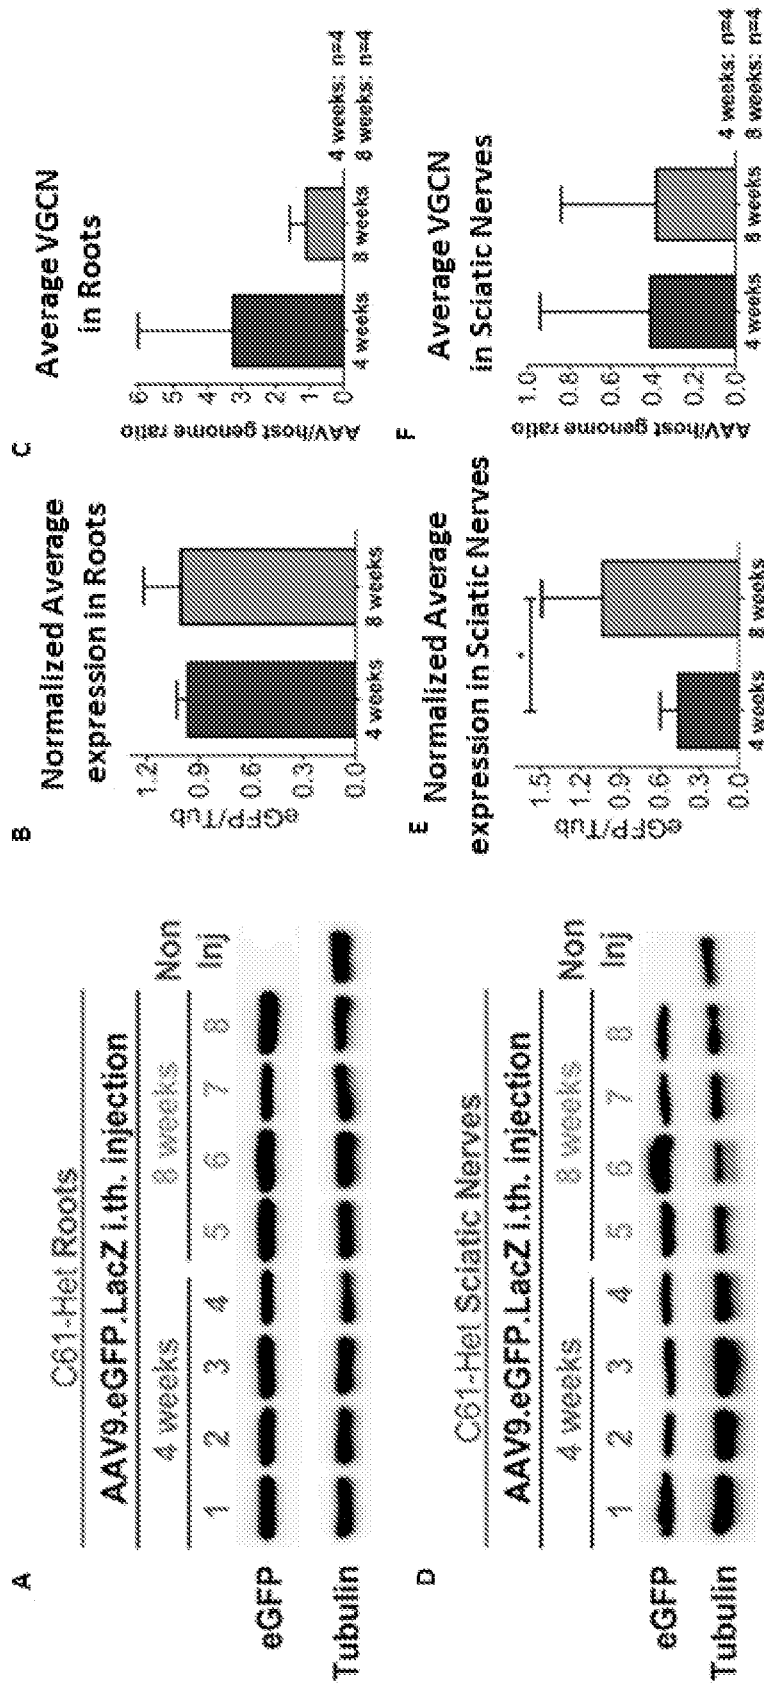 A
C61-Het Roots
AAV9.eGFP.LacZ i.th. injection
4 weeks 8 weeks Non
1 2 3 4 5 6 7 8 Inj
eGFP
Tubulin
B
Normalized Average
expression in Roots
eGFP/Tub
1.2
0.9
0.6
0.3
0.0
4 weeks 8 weeks
C
Average VGCN
in Roots
AAV/host genome ratio
6
5
4
3
2
1
0
4 weeks 8 weeks
4 weeks: n=4
8 weeks: n=4
D
C61-Het Sciatic Nerves
AAV9.eGFP.LacZ i.th. injection
4 weeks 8 weeks Non
1 2 3 4 5 6 7 8 Inj
eGFP
Tubulin
E
Normalized Average
expression in Sciatic Nerves
eGFP/Tub
1.5
1.2
0.9
0.6
0.3
0.0
*
4 weeks 8 weeks
F
Average VGCN
in Sciatic Nerves
AAV/host genome ratio
1.0
0.8
0.6
0.4
0.2
0.0
4 weeks 8 weeks
4 weeks: n=4
8 weeks: n=4